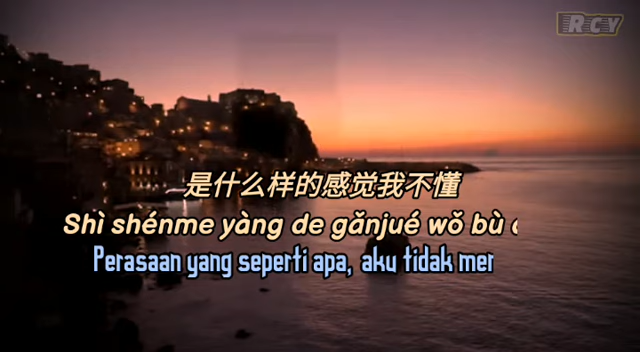 RCY
是什么样的感觉我不懂
Shì shénme yàng de gǎnjué wǒ bù
Perasaan yang seperti apa, aku tidak